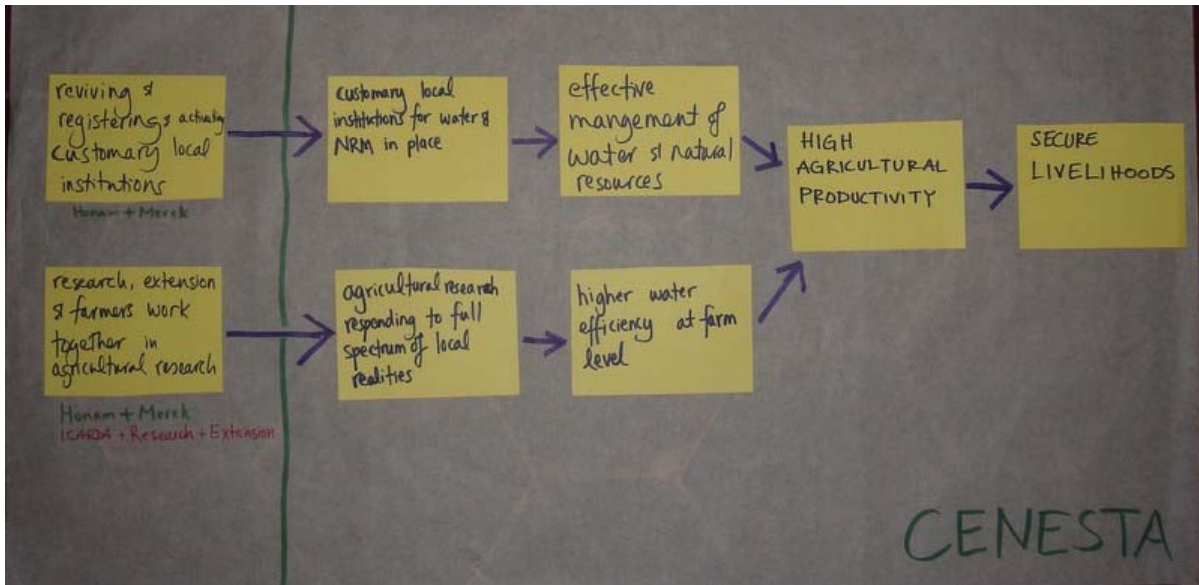 reviving &
registering & activating
customary local
institutions
Honam + Merek
customary local
institutions for water &
NRM in place
effective
mangement of
water & natural
resources
HIGH
AGRICULTURAL
PRODUCTIVITY
SECURE
LIVELIHOODS
research, extension
& farmers work
together in
agricultural research
Honam + Merek
ICARDA + Research + Extension
agricultural research
responding to full
spectrum of local
realities
higher water
efficiency at farm
level
CENESTA